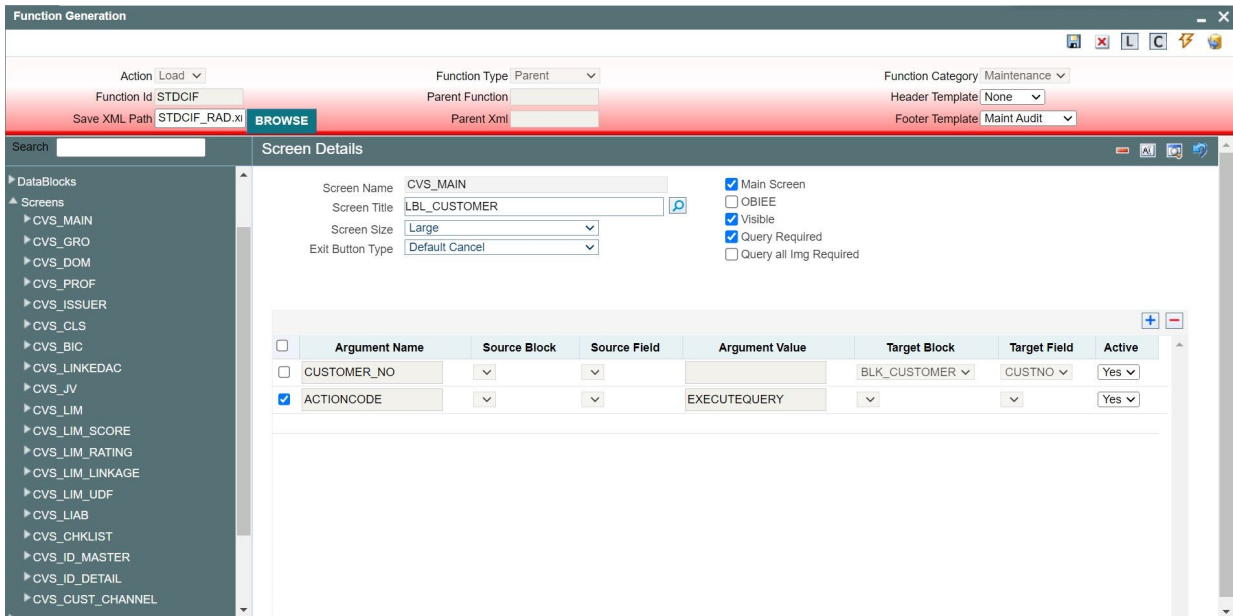 Function Generation
L C
Action Load Function Type Parent Function Category Maintenance
Function Id STDCIF Parent Function Header Template None
Save XML Path STDCIF_RAD.x BROWSE Parent Xml Footer Template Maint Audit
Search Screen Details
DataBlocks
Screens
CVS_MAIN
CVS_GRO
CVS_DOM
CVS_PROF
CVS_ISSUER
CVS_CLS
CVS_BIC
CVS_LINKEDAC
CVS_JV
CVS_LIM
CVS_LIM_SCORE
CVS_LIM_RATING
CVS_LIM_LINKAGE
CVS_LIM_UDF
CVS_LIAB
CVS_CHKLIST
CVS_ID_MASTER
CVS_ID_DETAIL
CVS_CUST_CHANNEL
Screen Name CVS_MAIN
Screen Title LBL_CUSTOMER
Screen Size Large
Exit Button Type Default Cancel
Main Screen
OBIEE
Visible
Query Required
Query all Img Required
Argument Name Source Block Source Field Argument Value Target Block Target Field Active
CUSTOMER_NO BLK_CUSTOMER CUSTNO Yes
ACTIONCODE EXECUTEQUERY Yes